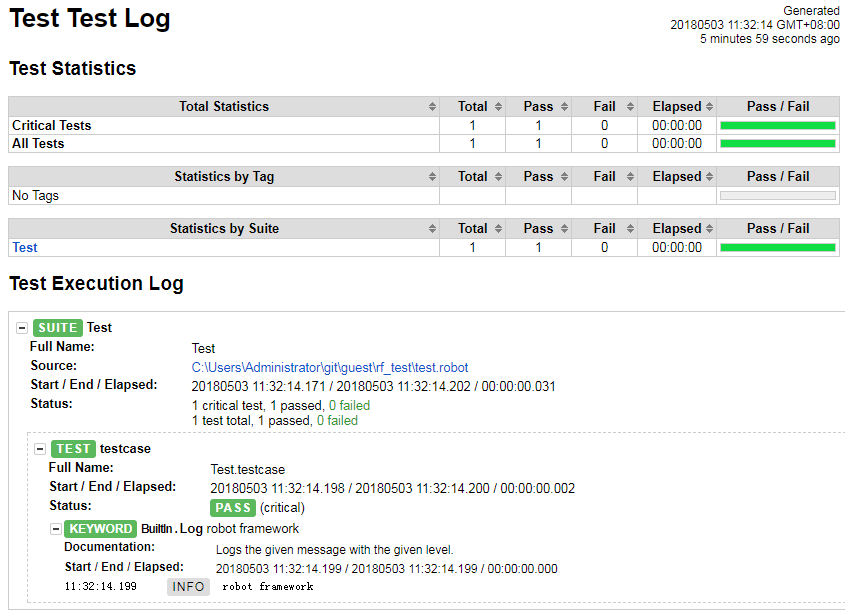 Test Test Log
Generated
20180503 11:32:14 GMT+08:00
5 minutes 59 seconds ago
Test Statistics
Total Statistics Total Pass Fail Elapsed Pass / Fail
Critical Tests 1 1 0 00:00:00
All Tests 1 1 0 00:00:00
Statistics by Tag Total Pass Fail Elapsed Pass / Fail
No Tags
Statistics by Suite Total Pass Fail Elapsed Pass / Fail
Test 1 1 0 00:00:00
Test Execution Log
SUITE Test
Full Name: Test
Source: C:\Users\Administrator\git\guest\rf_test\test.robot
Start / End / Elapsed: 20180503 11:32:14.171 / 20180503 11:32:14.202 / 00:00:00.031
Status: 1 critical test, 1 passed, 0 failed
1 test total, 1 passed, 0 failed
TEST testcase
Full Name: Test.testcase
Start / End / Elapsed: 20180503 11:32:14.198 / 20180503 11:32:14.200 / 00:00:00.002
Status: PASS (critical)
KEYWORD BuiltIn.Log robot framework
Documentation: Logs the given message with the given level.
Start / End / Elapsed: 20180503 11:32:14.199 / 20180503 11:32:14.199 / 00:00:00.000
11:32:14.199 INFO robot framework